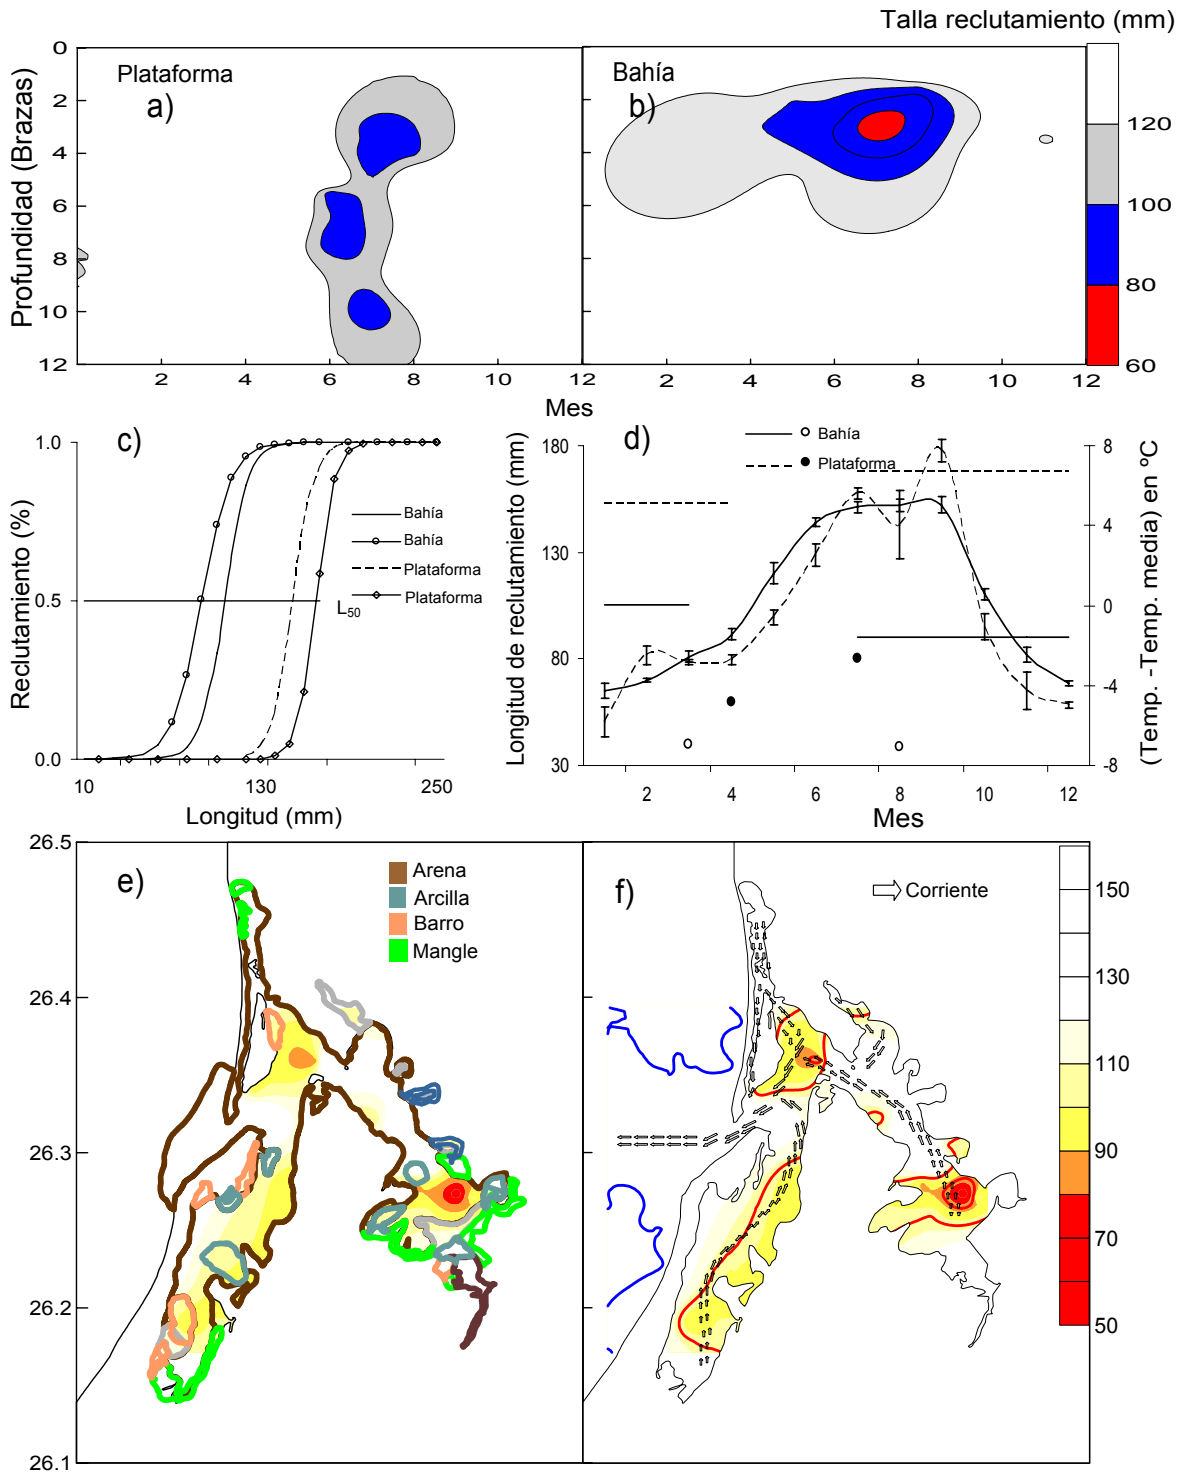 Talla reclutamiento (mm)
Plataforma
a)
Bahía
b)
Profundidad (Brazas)
0
2
4
6
8
10
12
2
4
6
8
10
12
2
4
6
8
10
12
120
100
80
60
Mes
c)
Reclutamiento (%)
1.0
0.5
0.0
Bahía
Bahía
Plataforma
Plataforma
L50
10
130
250
Longitud (mm)
d)
Bahía
Plataforma
Longitud de reclutamiento (mm)
180
130
80
30
8
4
0
-4
-8
(Temp. -Temp. media) en ºC
2
4
6
8
10
12
Mes
e)
Arena
Arcilla
Barro
Mangle
26.5
26.4
26.3
26.2
26.1
f)
Corriente
150
130
110
90
70
50